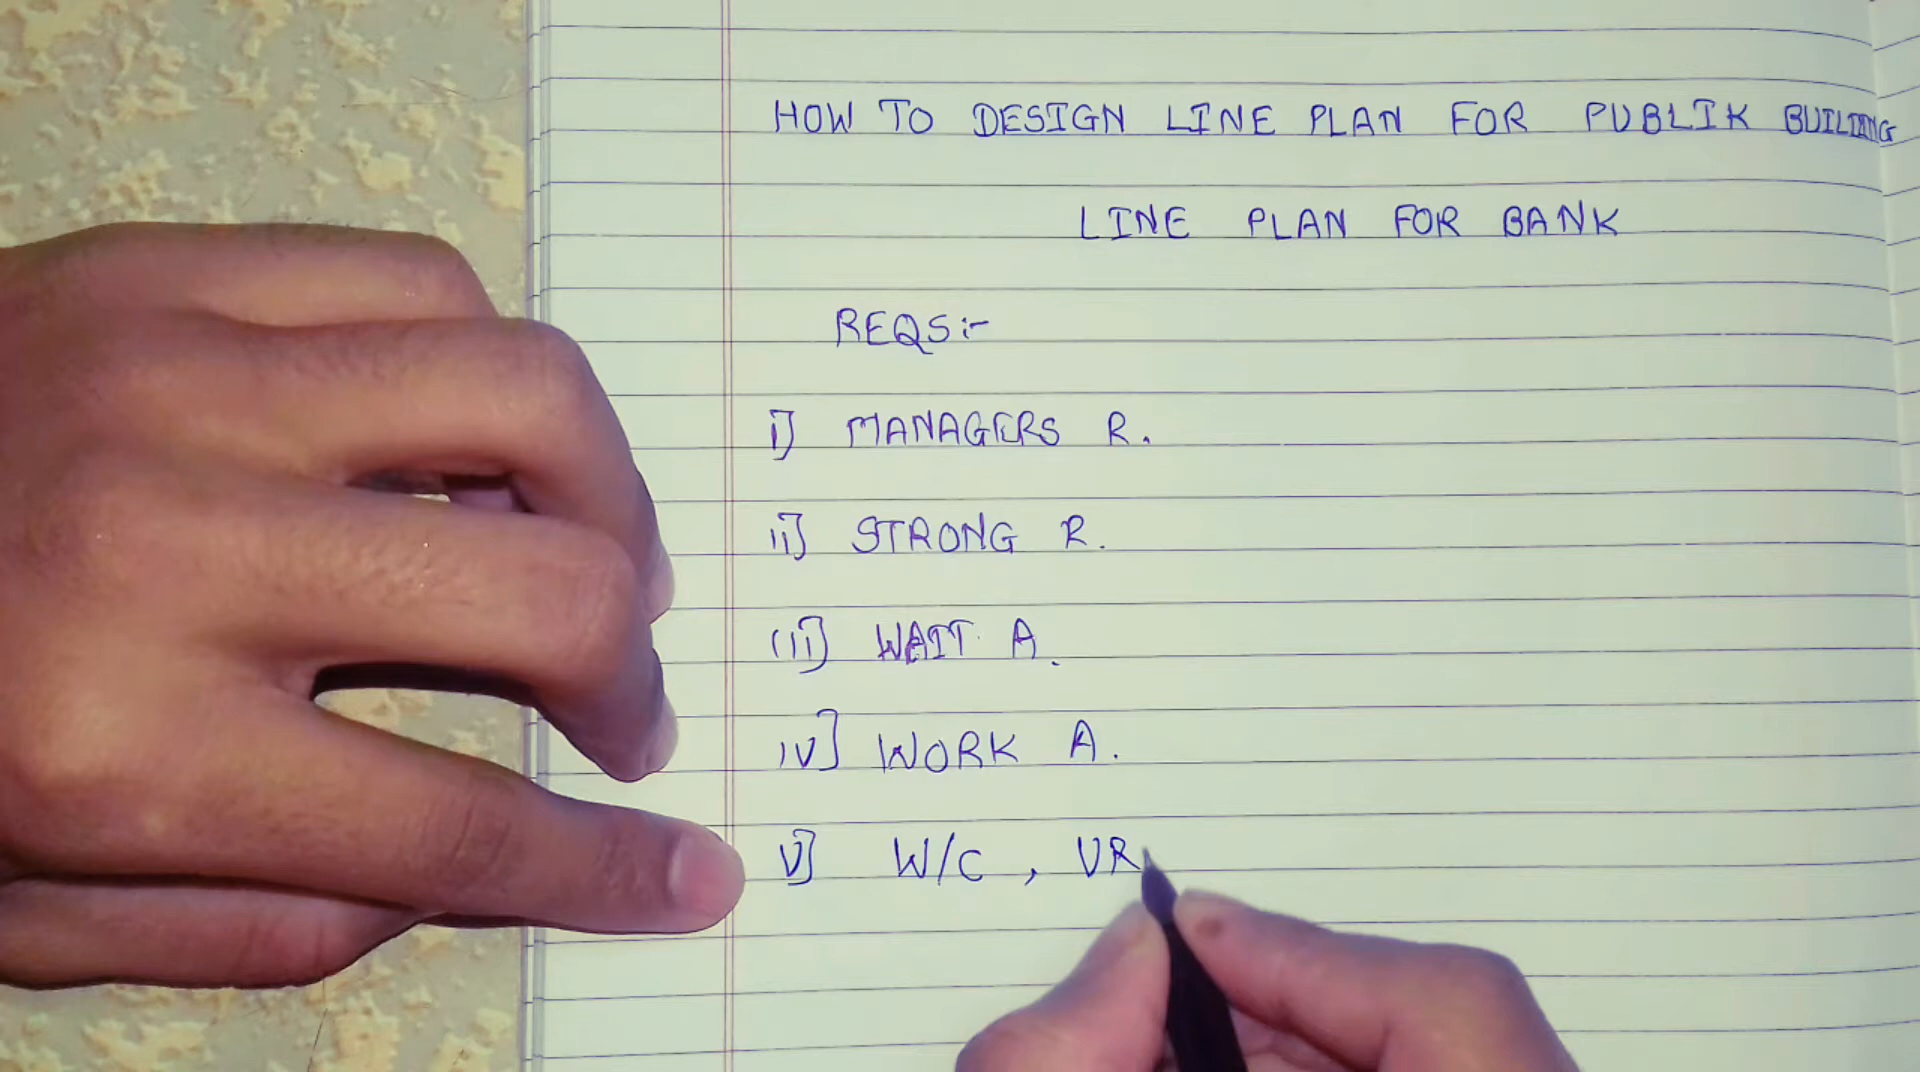 HOW TO DESIGN LINE PLAN FOR PUBLIK BUILDING
LINE PLAN FOR BANK
REQS:-
i] MANAGERS R.
ii] STRONG R.
iii] WAIT A.
iv] WORK A.
v] W/C, UR